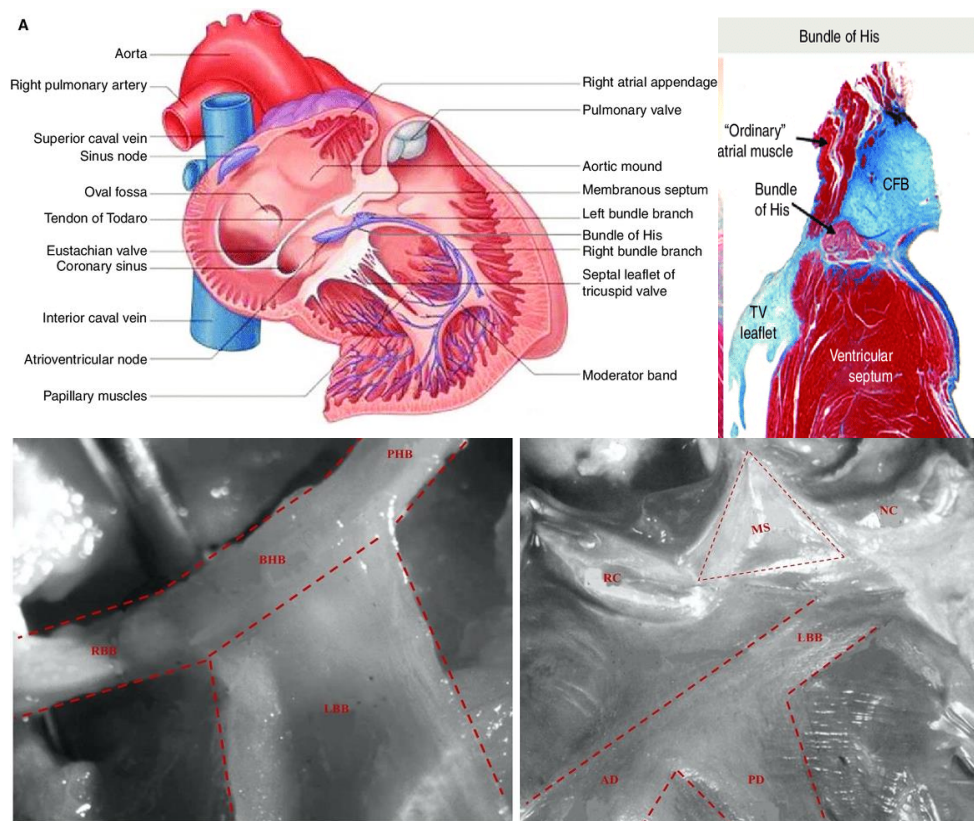 A
Aorta
Right pulmonary artery
Superior caval vein
Sinus node
Oval fossa
Tendon of Todaro
Eustachian valve
Coronary sinus
Interior caval vein
Atrioventricular node
Papillary muscles
Right atrial appendage
Pulmonary valve
Aortic mound
Membranous septum
Left bundle branch
Bundle of His
Right bundle branch
Septal leaflet of
tricuspid valve
Moderator band
Bundle of His
"Ordinary"
atrial muscle
CFB
Bundle
of His
TV
leaflet
Ventricular
septum
PHB
BHB
RBB
LBB
NC
MS
RC
LBB
AD
PD